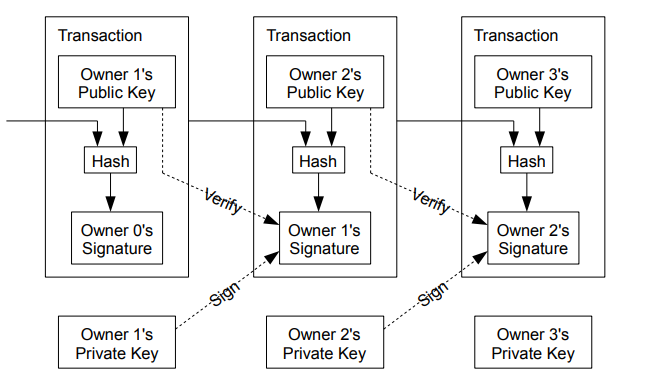 Transaction
Transaction
Transaction
Owner 1's
Public Key
Owner 2's
Public Key
Owner 3's
Public Key
Hash
Hash
Hash
Verify
Verify
Owner 0's
Signature
Owner 1's
Signature
Owner 2's
Signature
Sign
Sign
Owner 1's
Private Key
Owner 2's
Private Key
Owner 3's
Private Key